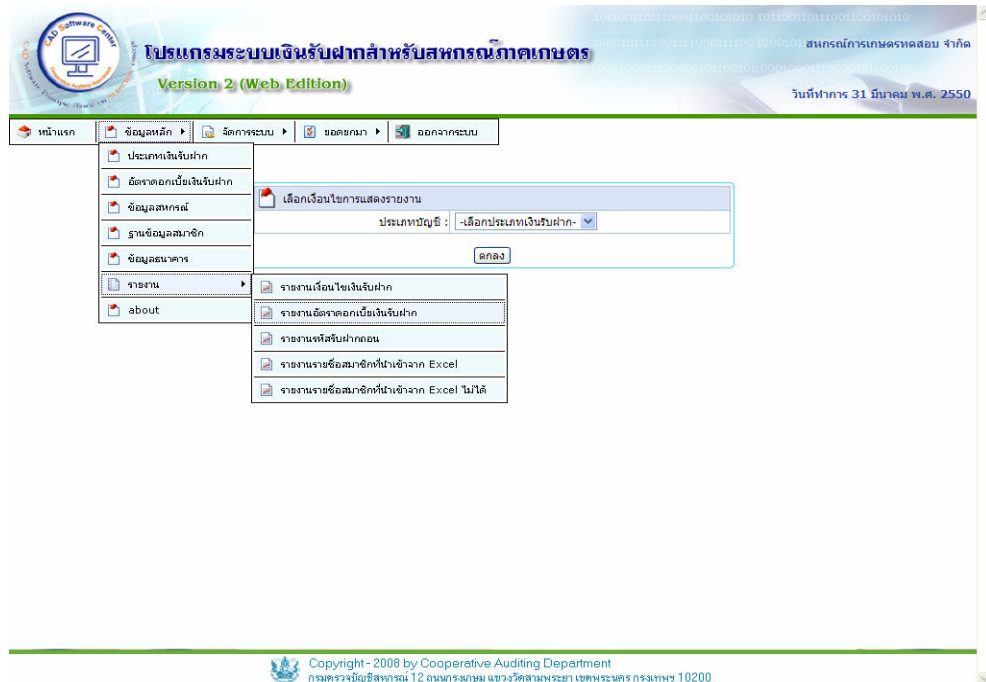 CAD Software Center
โปรแกรมระบบเงินรับฝากสำหรับสหกรณ์ภาคเกษตร
Version 2 (Web Edition)
สหกรณ์การเกษตรทดสอบ จำกัด
วันที่ทำการ 31 มีนาคม พ.ศ. 2550
หน้าแรก ข้อมูลหลัก จัดการระบบ ยอดยกมา ออกจากระบบ
ประเภทเงินรับฝาก
อัตราดอกเบี้ยเงินรับฝาก
ข้อมูลสหกรณ์
ฐานข้อมูลสมาชิก
ข้อมูลธนาคาร
รายงาน
about
เลือกเงื่อนไขการแสดงรายงาน
ประเภทบัญชี : -เลือกประเภทเงินรับฝาก-
ตกลง
รายงานเงื่อนไขเงินรับฝาก
รายงานอัตราดอกเบี้ยเงินรับฝาก
รายงานรหัสรับฝากถอน
รายงานรายชื่อสมาชิกที่นำเข้าจาก Excel
รายงานรายชื่อสมาชิกที่นำเข้าจาก Excel ไม่ได้
Copyright - 2008 by Cooperative Auditing Department
กรมตรวจบัญชีสหกรณ์ 12 ถนนกรุงเกษม แขวงวัดสามพระยา เขตพระนคร กรุงเทพฯ 10200